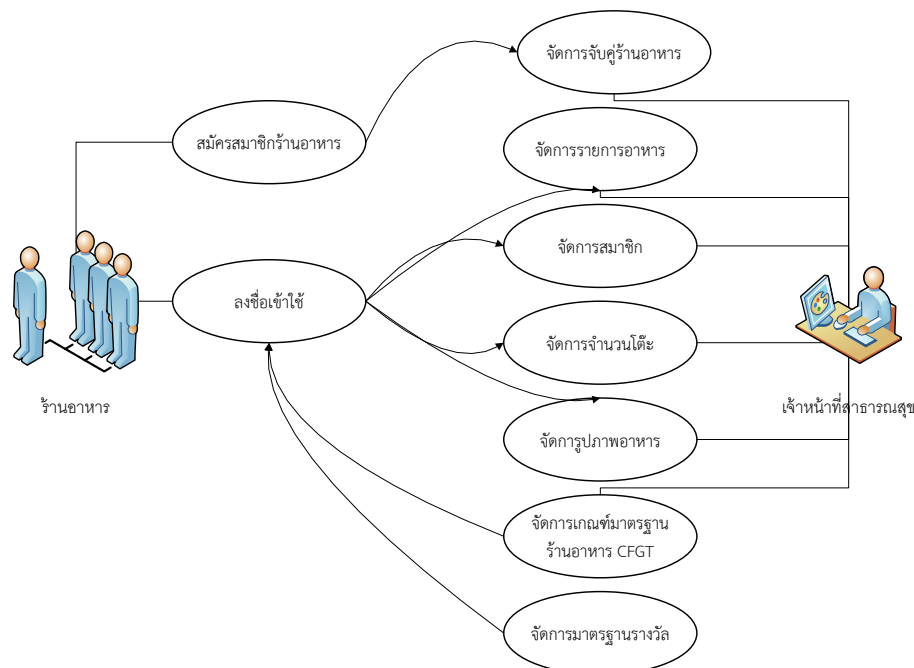 จัดการจับคู่ร้านอาหาร
สมัครสมาชิกร้านอาหาร
จัดการรายการอาหาร
จัดการสมาชิก
ลงชื่อเข้าใช้
จัดการจำนวนโต๊ะ
ร้านอาหาร
เจ้าหน้าที่สาธารณสุข
จัดการูปภาพอาหาร
จัดการเกณฑ์มาตรฐาน
ร้านอาหาร CFGT
จัดการมาตรฐานรางวัล